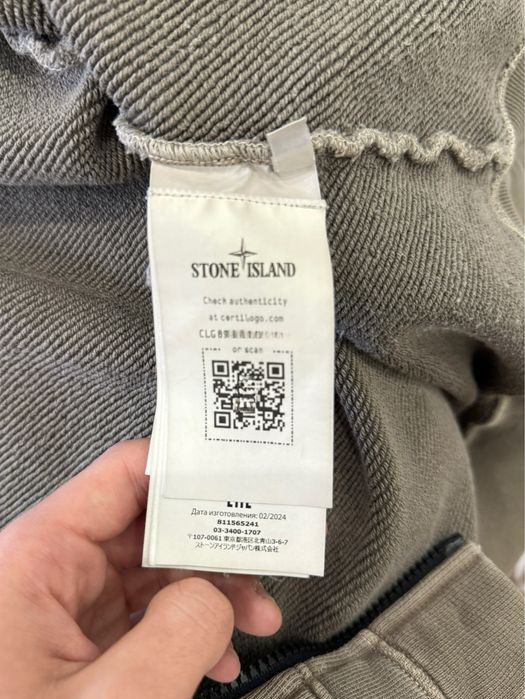 STONE ISLAND
Check authenticity
at certilogo.com
CLG
or scan
Дата изготовления: 02/2024
811565241
03-3400-1707
〒107-0061 東京都港区北青山3-6-7
ストーンアイランドジャパン株式会社